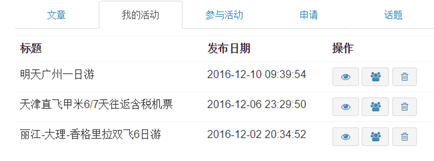 文章 我的活动 参与活动 申请 话题
标题 发布日期 操作
明天广州一日游 2016-12-10 09:39:54
天津直飞甲米6/7天往返含税机票 2016-12-06 23:29:50
丽江-大理-香格里拉双飞6日游 2016-12-02 20:34:52